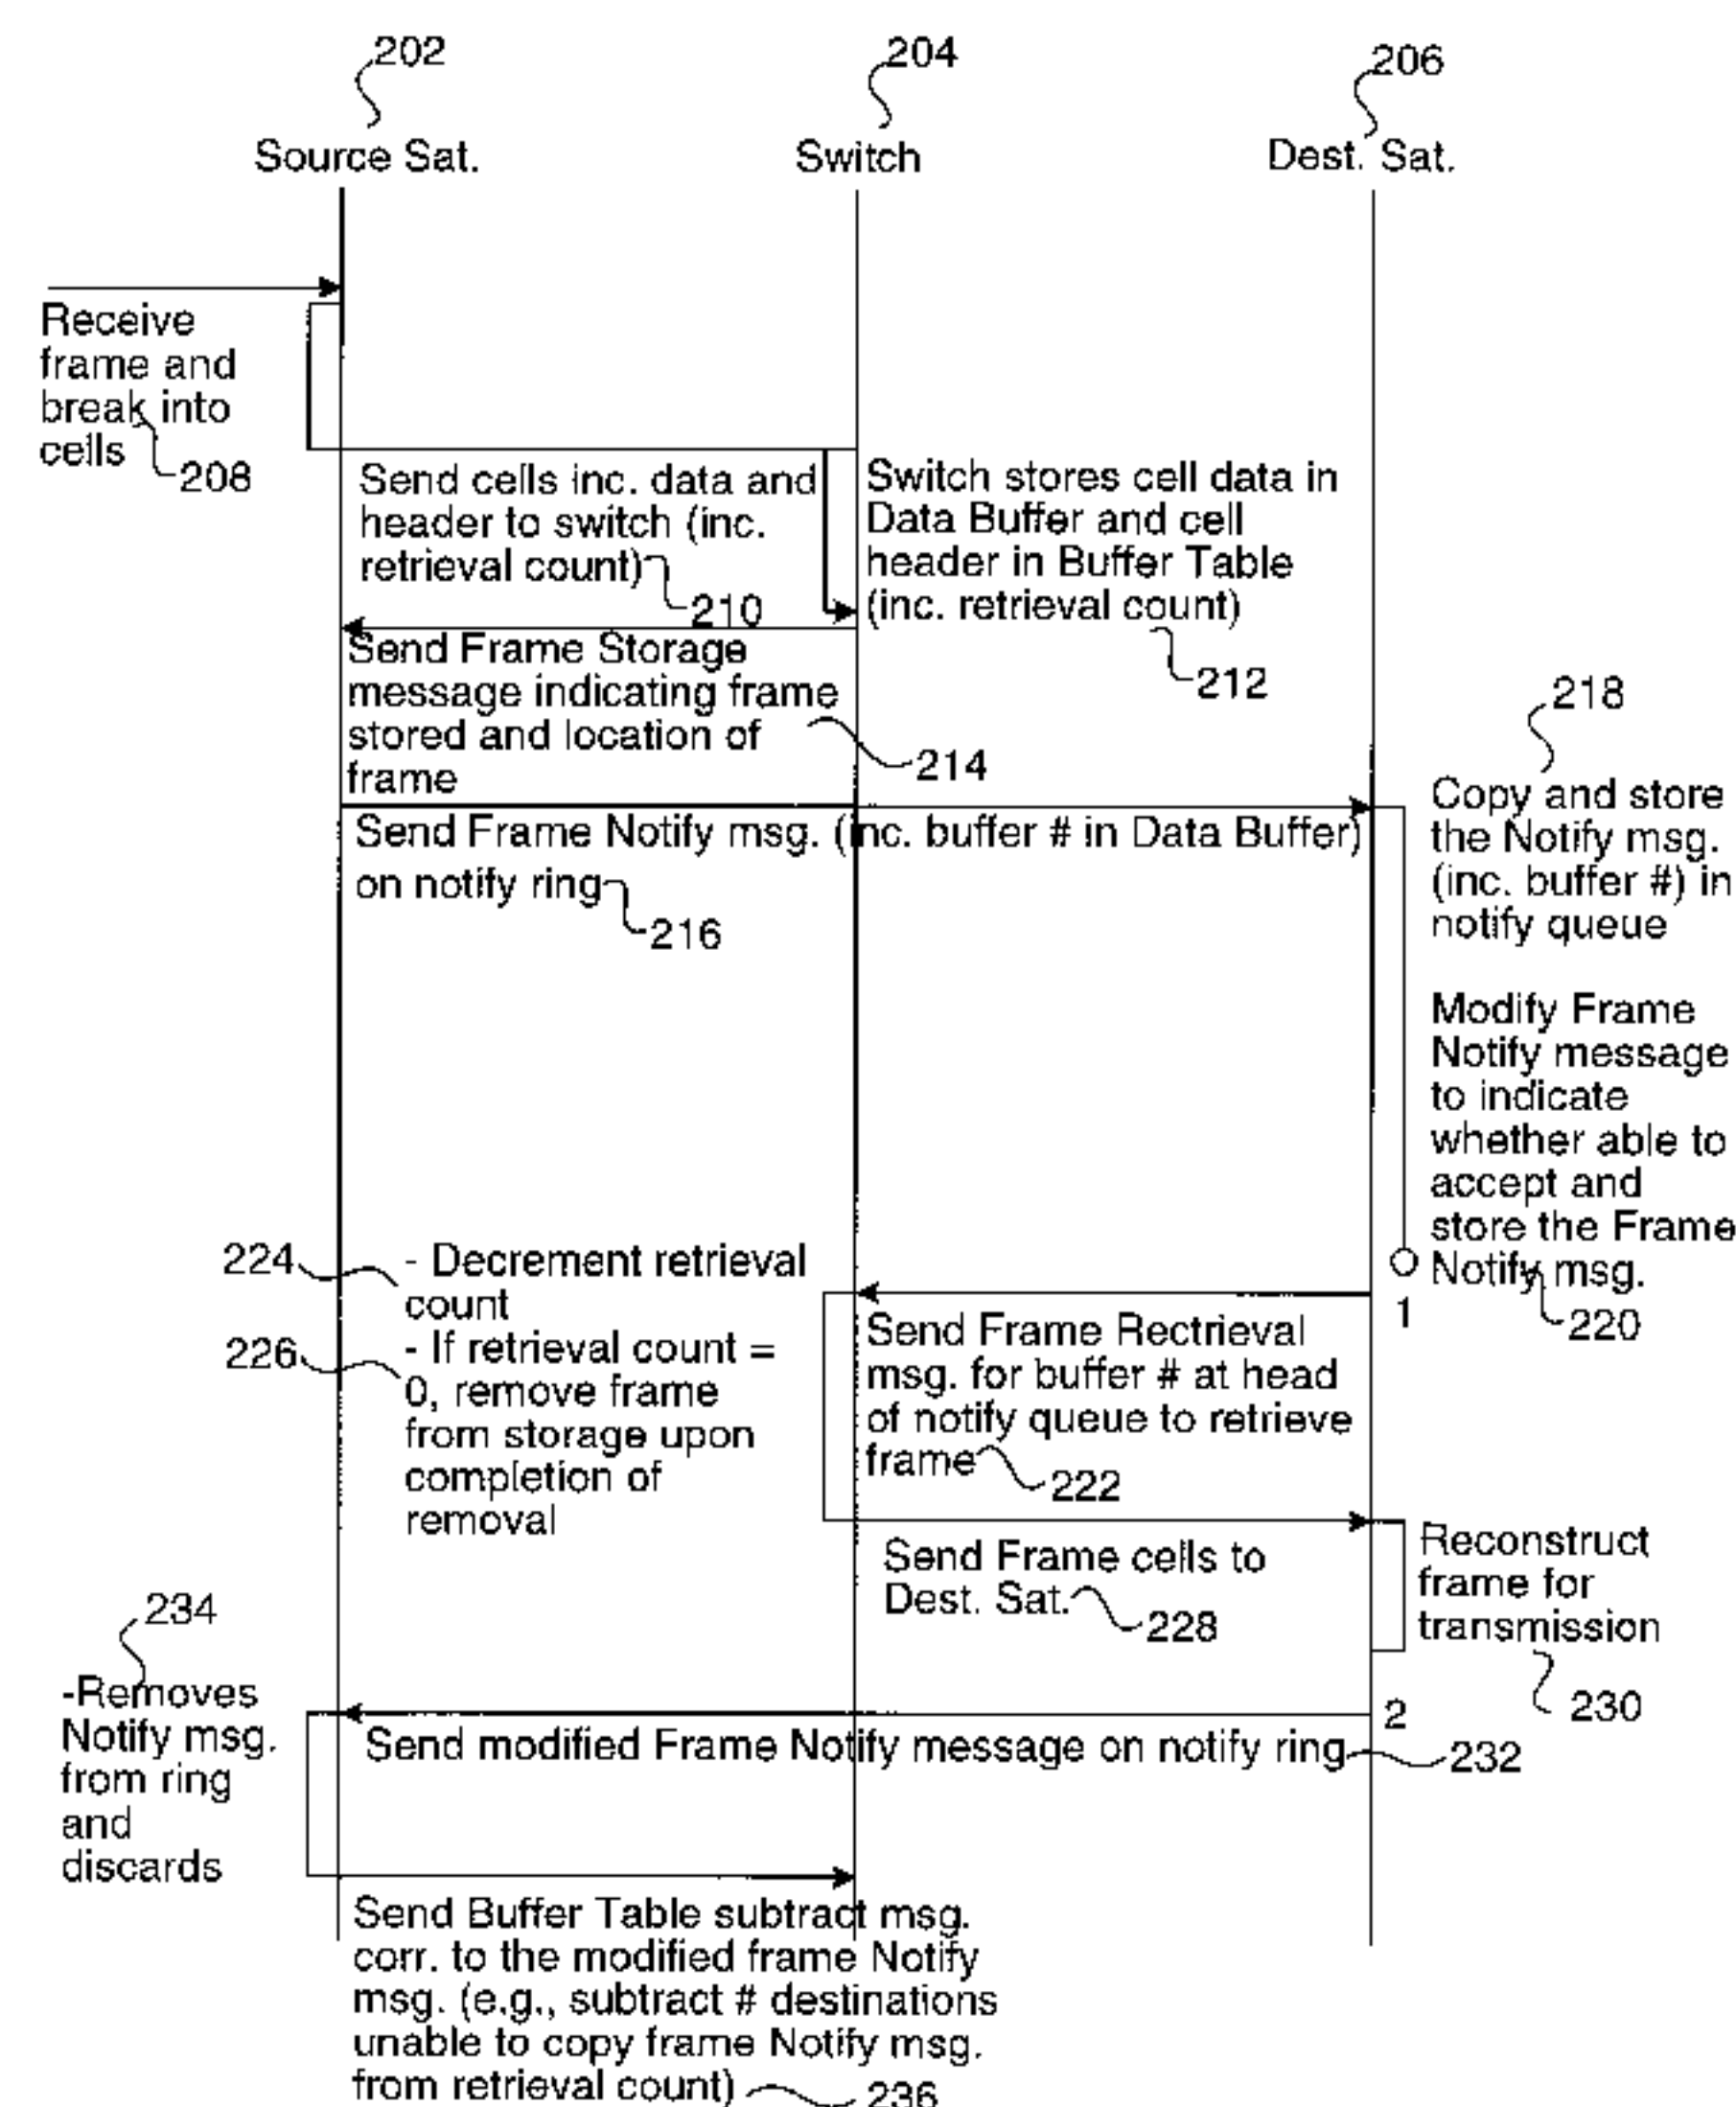 202
204
206
Source Sat.
Switch
Dest. Sat.
Receive
frame and
break into
cells
208
Send cells inc. data and
header to switch (inc.
retrieval count)
210
Switch stores cell data in
Data Buffer and cell
header in Buffer Table
(inc. retrieval count)
212
Send Frame Storage
message indicating frame
stored and location of
frame
214
Send Frame Notify msg. (inc. buffer # in Data Buffer)
on notify ring
216
218
Copy and store
the Notify msg.
(inc. buffer #) in
notify queue
Modify Frame
Notify message
to indicate
whether able to
accept and
store the Frame
Notify msg.
220
1
224
- Decrement retrieval
count
226
- If retrieval count =
0, remove frame
from storage upon
completion of
removal
Send Frame Rectrieval
msg. for buffer # at head
of notify queue to retrieve
frame
222
Send Frame cells to
Dest. Sat.
228
Reconstruct
frame for
transmission
230
234
-Removes
Notify msg.
from ring
and
discards
2
Send modified Frame Notify message on notify ring
232
Send Buffer Table subtract msg.
corr. to the modified frame Notify
msg. (e.g., subtract # destinations
unable to copy frame Notify msg.
from retrieval count)
236